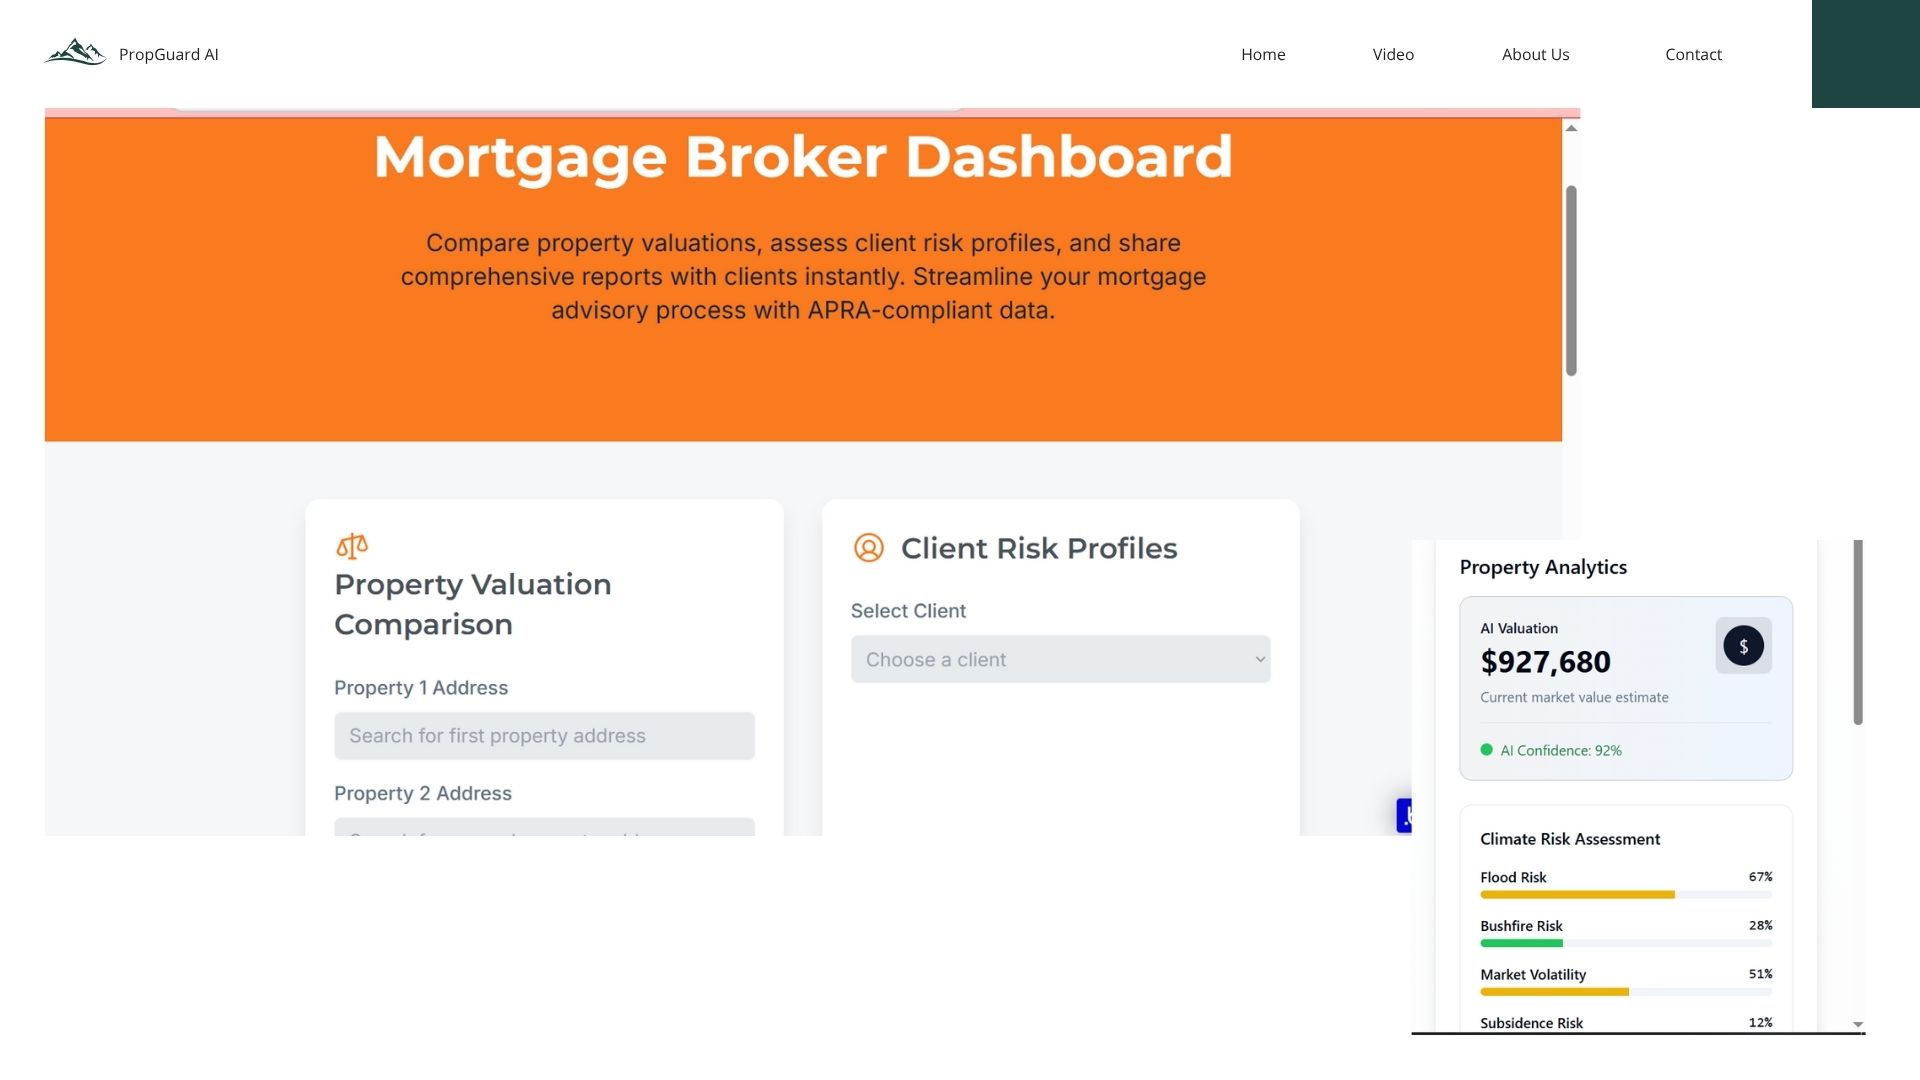 PropGuard AI
Home
Video
About Us
Contact
Mortgage Broker Dashboard
Compare property valuations, assess client risk profiles, and share
comprehensive reports with clients instantly. Streamline your mortgage
advisory process with APRA-compliant data.
Property Valuation
Comparison
Property 1 Address
Search for first property address
Property 2 Address
Client Risk Profiles
Select Client
Choose a client
Property Analytics
AI Valuation
$927,680
$
Current market value estimate
AI Confidence: 92%
Climate Risk Assessment
Flood Risk 67%
Bushfire Risk 28%
Market Volatility 51%
Subsidence Risk 12%